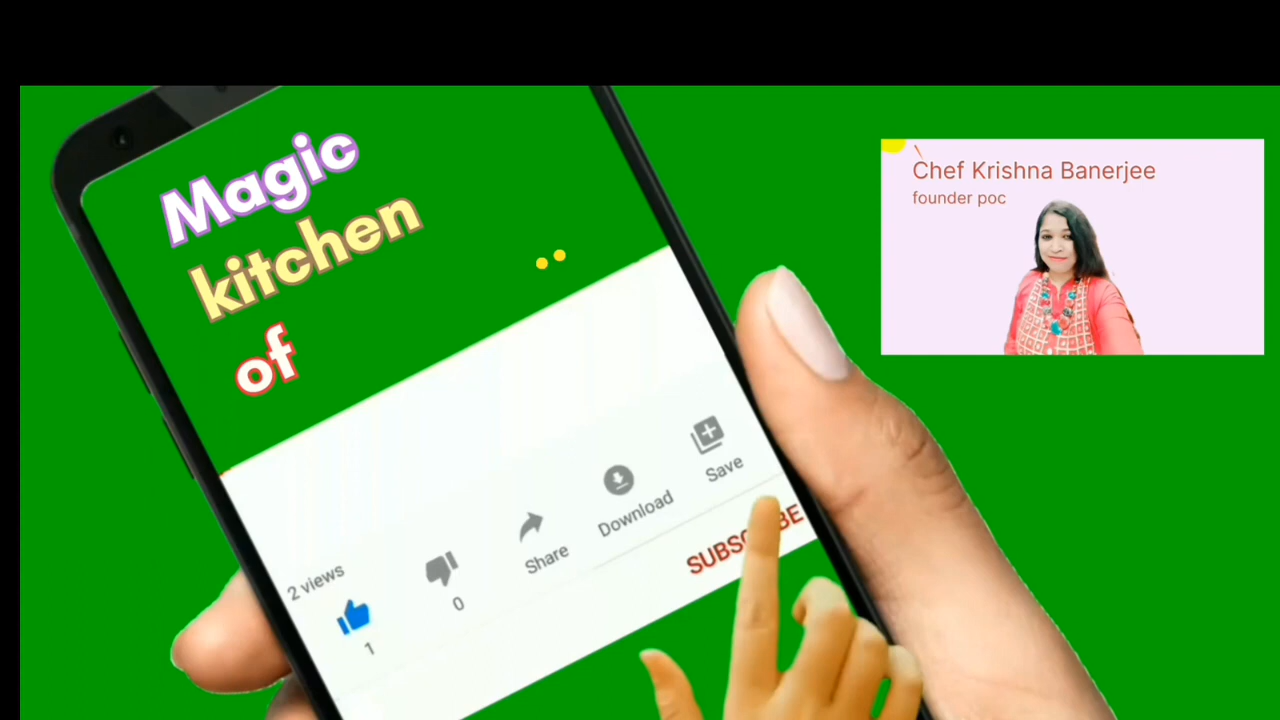 Magic
kitchen
of
Chef Krishna Banerjee
founder poc
2 views
1
0
Share
Download
Save